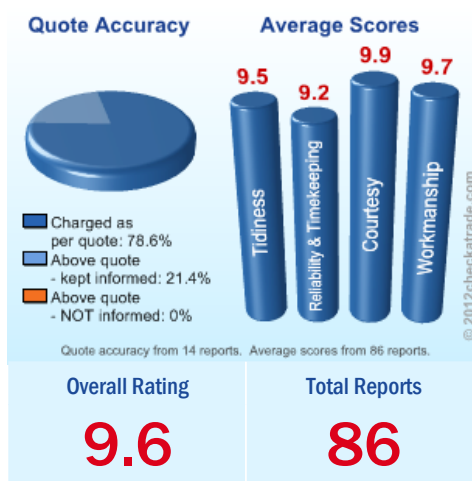 Quote Accuracy
Average Scores
9.5
9.2
9.9
9.7
Tidiness
Reliability & Timekeeping
Courtesy
Workmanship
Charged as
per quote: 78.6%
Above quote
- kept informed: 21.4%
Above quote
- NOT informed: 0%
© 2012checkatrade.com
Quote accuracy from 14 reports. Average scores from 86 reports.
Overall Rating
Total Reports
9.6
86